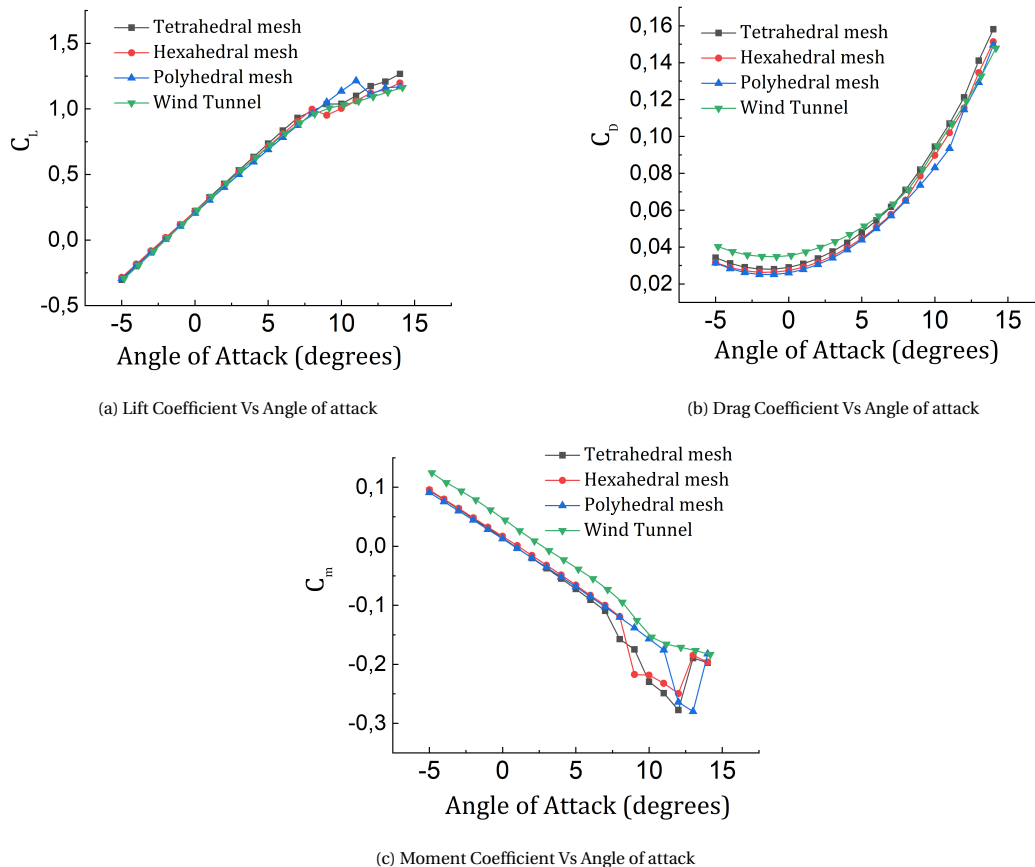 Tetrahedral mesh
Hexahedral mesh
Polyhedral mesh
Wind Tunnel
1,5
1,0
0,5
0,0
-0,5
C_L
-5 0 5 10 15
Angle of Attack (degrees)
(a) Lift Coefficient Vs Angle of attack
Tetrahedral mesh
Hexahedral mesh
Polyhedral mesh
Wind Tunnel
0,16
0,14
0,12
0,10
0,08
0,06
0,04
0,02
C_D
-5 0 5 10 15
Angle of Attack (degrees)
(b) Drag Coefficient Vs Angle of attack
Tetrahedral mesh
Hexahedral mesh
Polyhedral mesh
Wind Tunnel
0,1
0,0
-0,1
-0,2
-0,3
C_m
-5 0 5 10 15
Angle of Attack (degrees)
(c) Moment Coefficient Vs Angle of attack